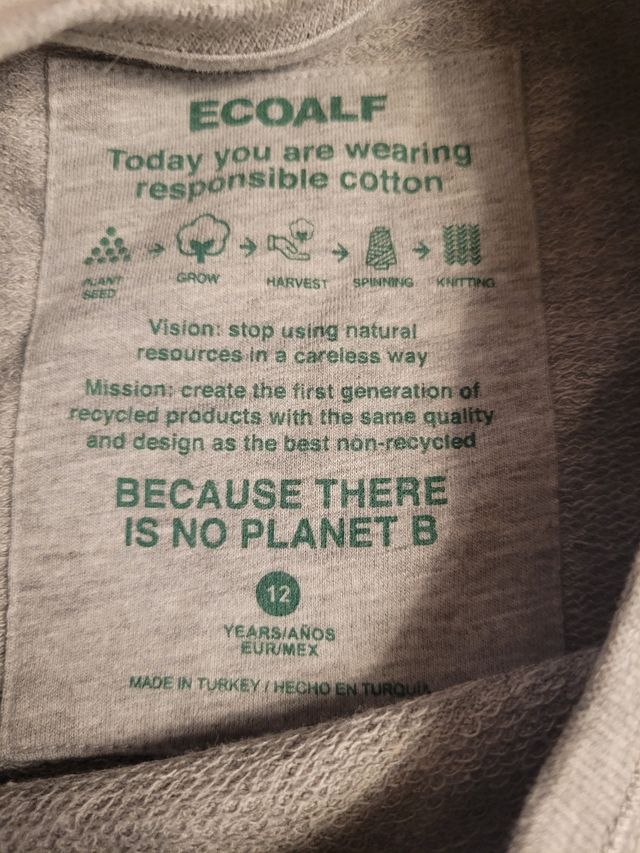 ECOALF
Today you are wearing
responsible cotton
PLANT SEED
GROW
HARVEST
SPINNING
KNITTING
Vision: stop using natural
resources in a careless way
Mission: create the first generation of
recycled products with the same quality
and design as the best non-recycled
BECAUSE THERE
IS NO PLANET B
12
YEARS/AÑOS
EUR/MEX
MADE IN TURKEY / HECHO EN TURQUÍA